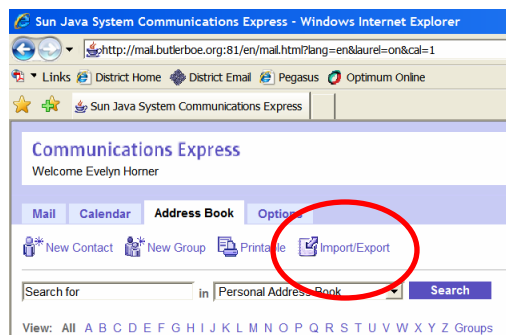 Sun Java System Communications Express - Windows Internet Explorer
http://mail.butlerboe.org:81/en/mail.html?lang=en&laurel=on&cal=1
Links District Home District Email Pegasus Optimum Online
Sun Java System Communications Express
Communications Express
Welcome Evelyn Horner
Mail Calendar Address Book Options
New Contact New Group Printable Import/Export
Search for in Personal Address Book Search
View: All A B C D E F G H I J K L M N O P Q R S T U V W X Y Z Groups